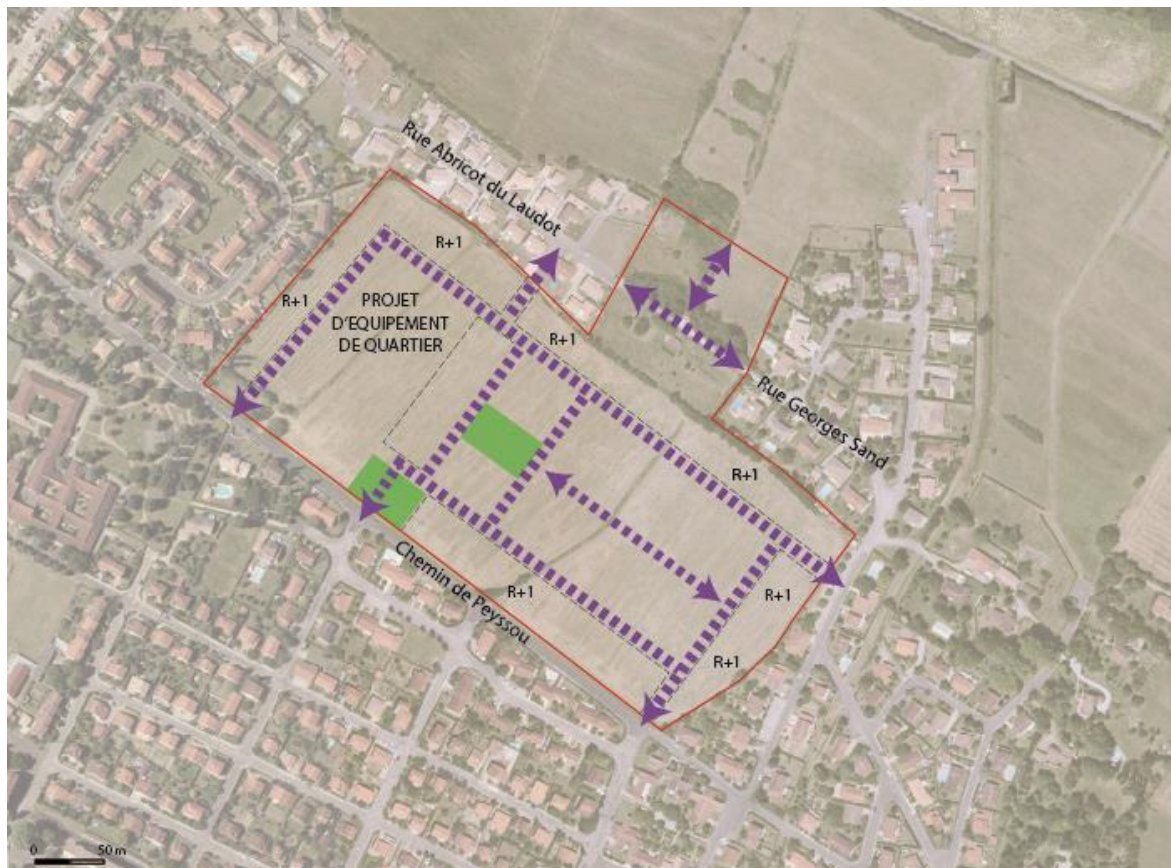 Rue Abricot du Laudot
R+1
R+1
PROJET
D'EQUIPEMENT
DE QUARTIER
R+1
Rue Georges Sand
R+1
Chemin de Peyssou
R+1
R+1
R+1
0 50 m